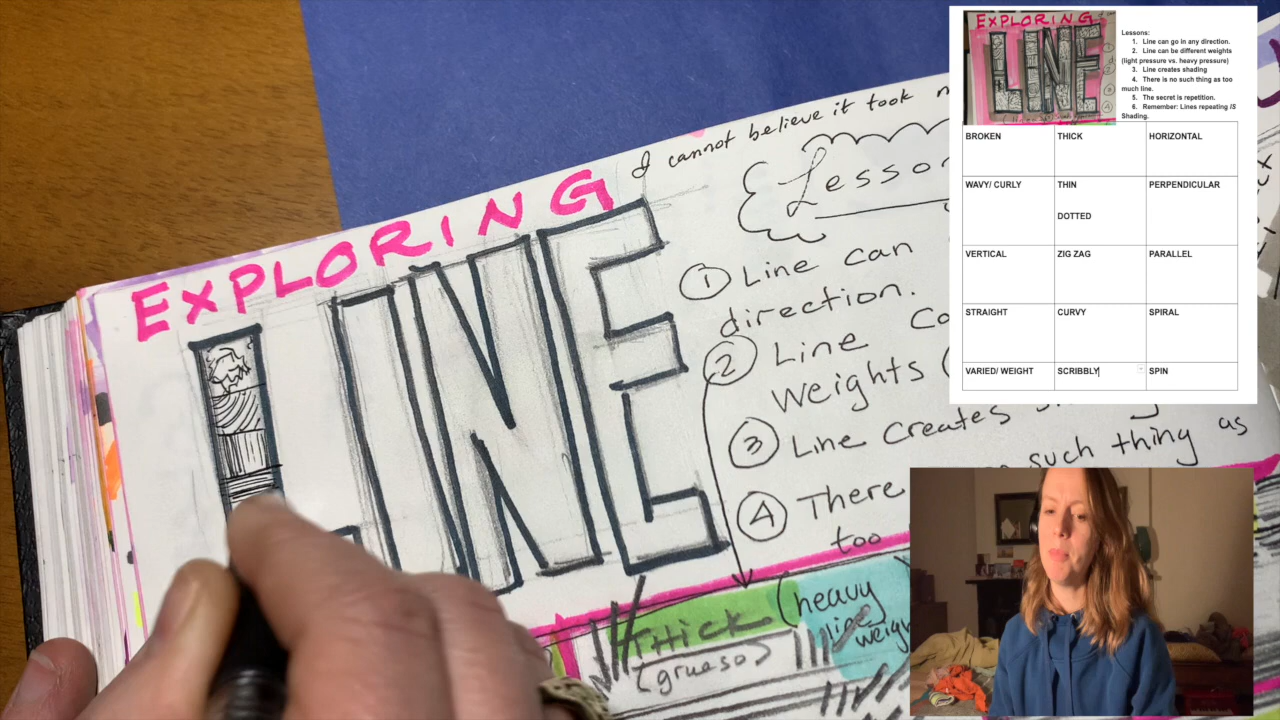 EXPLORING
LINE
I cannot believe it took
Lesson
① Line can
direction.
② Line
Weights (
③ Line Creates
④ There
such thing as
too
THICK
(grueso)
(heavy
line
weigh
EXPLORING
LINE
Lessons:
1. Line can go in any direction.
2. Line can be different weights
(light pressure vs. heavy pressure)
3. Line creates shading
4. There is no such thing as too
much line.
5. The secret is repetition.
6. Remember: Lines repeating IS
Shading.
BROKEN THICK HORIZONTAL
WAVY/ CURLY THIN PERPENDICULAR
DOTTED
VERTICAL ZIG ZAG PARALLEL
STRAIGHT CURVY SPIRAL
VARIED/ WEIGHT SCRIBBLY SPIN